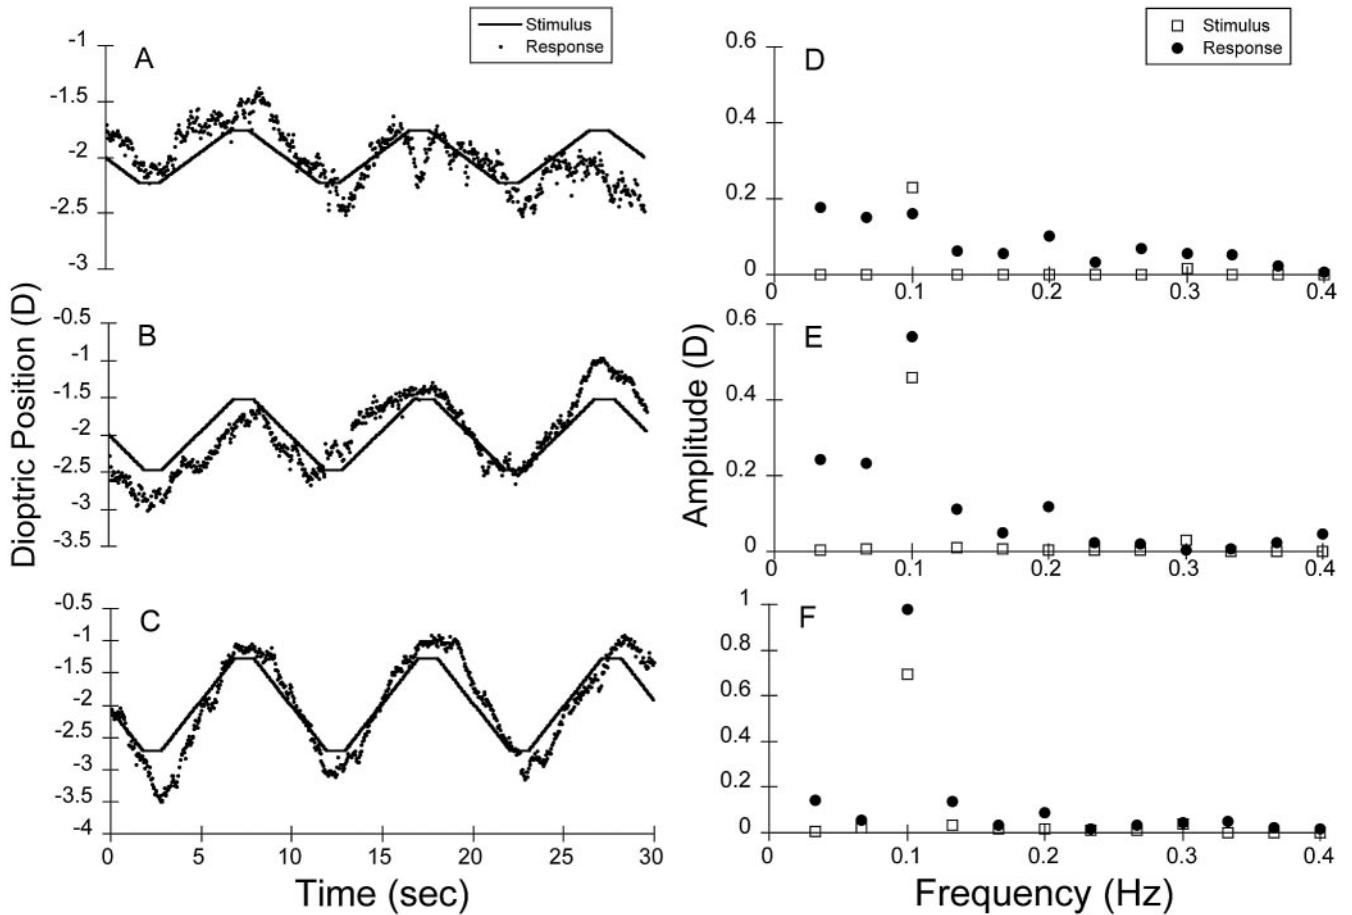 Stimulus
Response
A
-1
-1.5
-2
-2.5
-3
B
-0.5
-1
-1.5
-2
-2.5
-3
-3.5
C
-0.5
-1
-1.5
-2
-2.5
-3
-3.5
-4
0 5 10 15 20 25 30
Dioptric Position (D)
Time (sec)
Stimulus
Response
D
0.6
0.4
0.2
0
0 0.1 0.2 0.3 0.4
E
0.6
0.4
0.2
0
0 0.1 0.2 0.3 0.4
F
1
0.8
0.6
0.4
0.2
0
0 0.1 0.2 0.3 0.4
Amplitude (D)
Frequency (Hz)